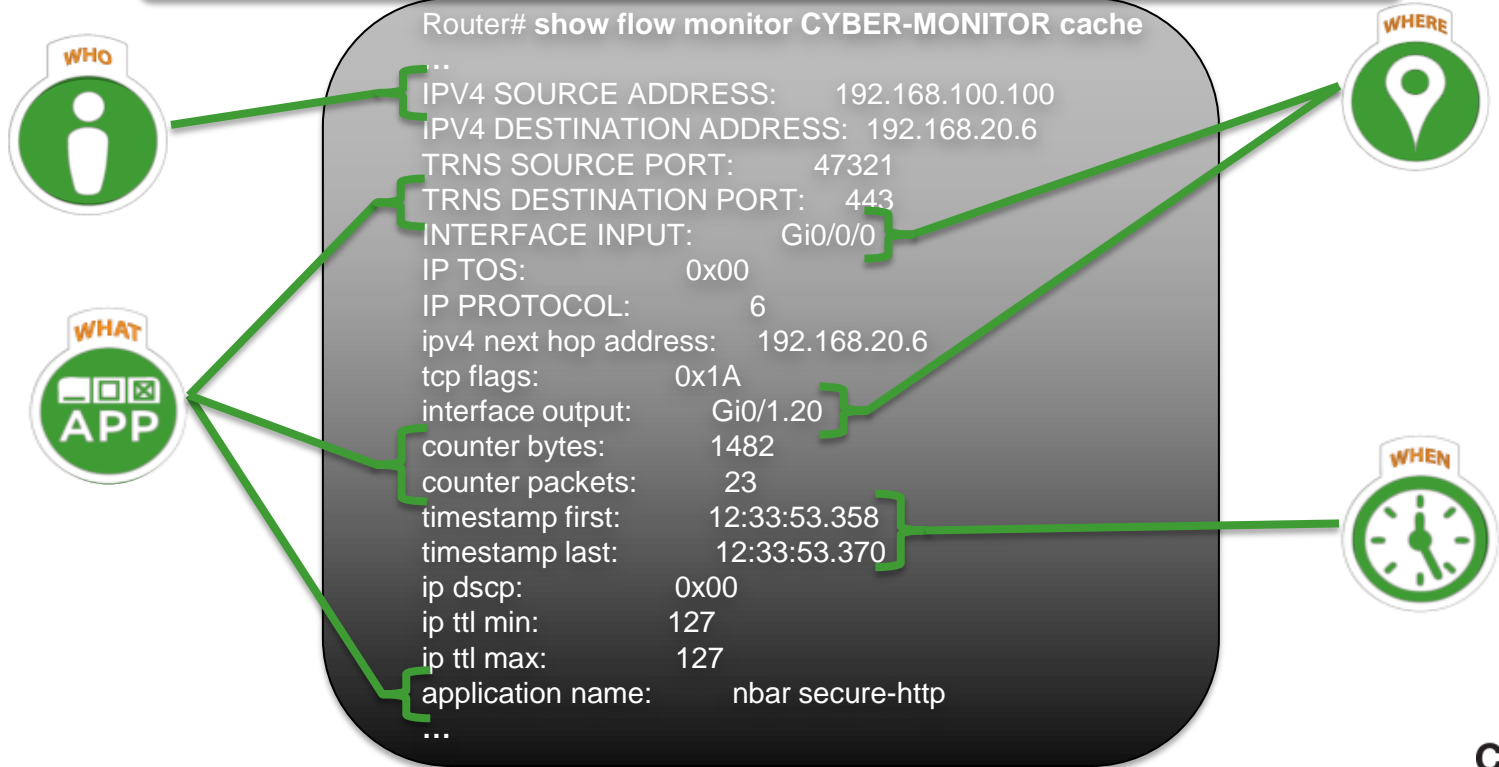 WHO
WHERE
Router# show flow monitor CYBER-MONITOR cache
…
IPV4 SOURCE ADDRESS: 192.168.100.100
IPV4 DESTINATION ADDRESS: 192.168.20.6
TRNS SOURCE PORT: 47321
TRNS DESTINATION PORT: 443
INTERFACE INPUT: Gi0/0/0
IP TOS: 0x00
IP PROTOCOL: 6
WHAT
APP
ipv4 next hop address: 192.168.20.6
tcp flags: 0x1A
interface output: Gi0/1.20
counter bytes: 1482
counter packets: 23
WHEN
timestamp first: 12:33:53.358
timestamp last: 12:33:53.370
ip dscp: 0x00
ip ttl min: 127
ip ttl max: 127
application name: nbar secure-http
…